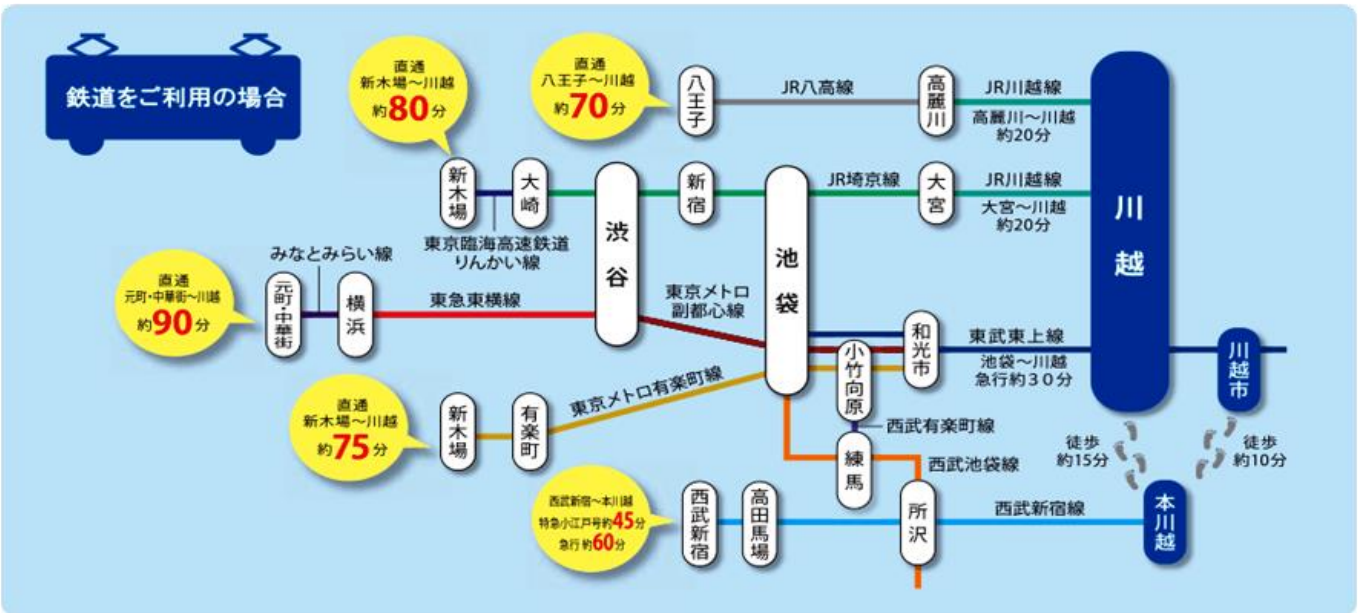 鉄道をご利用の場合
直通
新木場～川越
約80分
直通
八王子～川越
約70分
八王子
JR八高線
高麗川
JR川越線
高麗川～川越
約20分
新木場
大崎
東京臨海高速鉄道
りんかい線
渋谷
新宿
池袋
JR埼京線
大宮
JR川越線
大宮～川越
約20分
川越
直通
元町・中華街～川越
約90分
みなとみらい線
元町・中華街
横浜
東急東横線
東京メトロ
副都心線
小竹向原
和光市
東武東上線
池袋～川越
急行約30分
川越市
直通
新木場～川越
約75分
新木場
有楽町
東京メトロ有楽町線
西武有楽町線
練馬
西武池袋線
徒歩
約15分
徒歩
約10分
西武新宿～本川越
特急小江戸号約45分
急行 約60分
西武新宿
高田馬場
所沢
西武新宿線
本川越